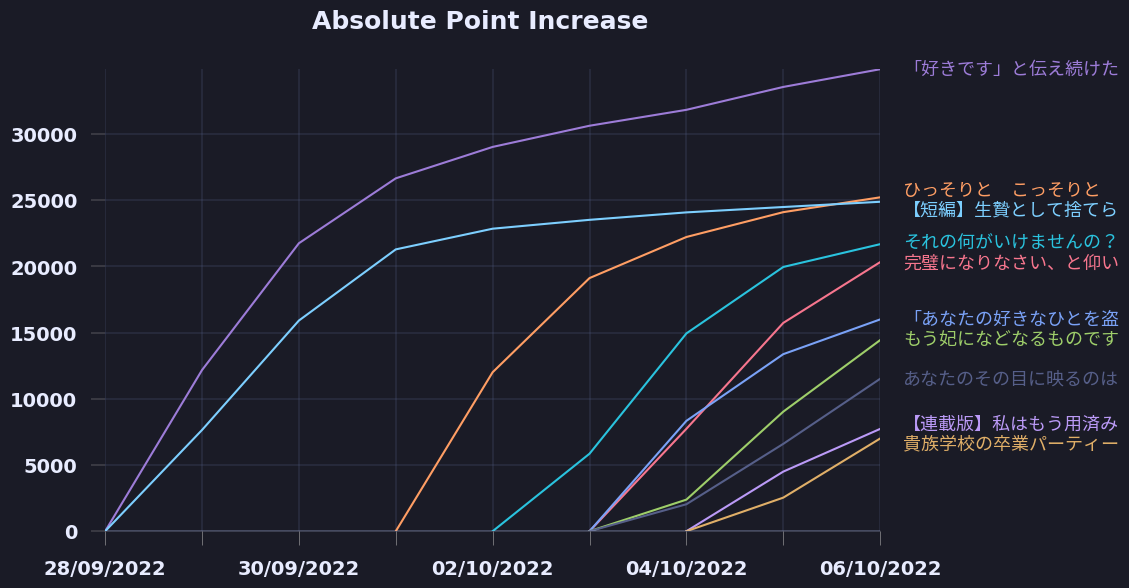 Absolute Point Increase
30000
25000
20000
15000
10000
5000
0
28/09/2022
30/09/2022
02/10/2022
04/10/2022
06/10/2022
「好きです」と伝え続けた
ひっそりと　こっそりと
【短編】生贄として捨てら
それの何がいけませんの？
完璧になりなさい、と仰い
「あなたの好きなひとを盗
もう妃になどなるものです
あなたのその目に映るのは
【連載版】私はもう用済み
貴族学校の卒業パーティー